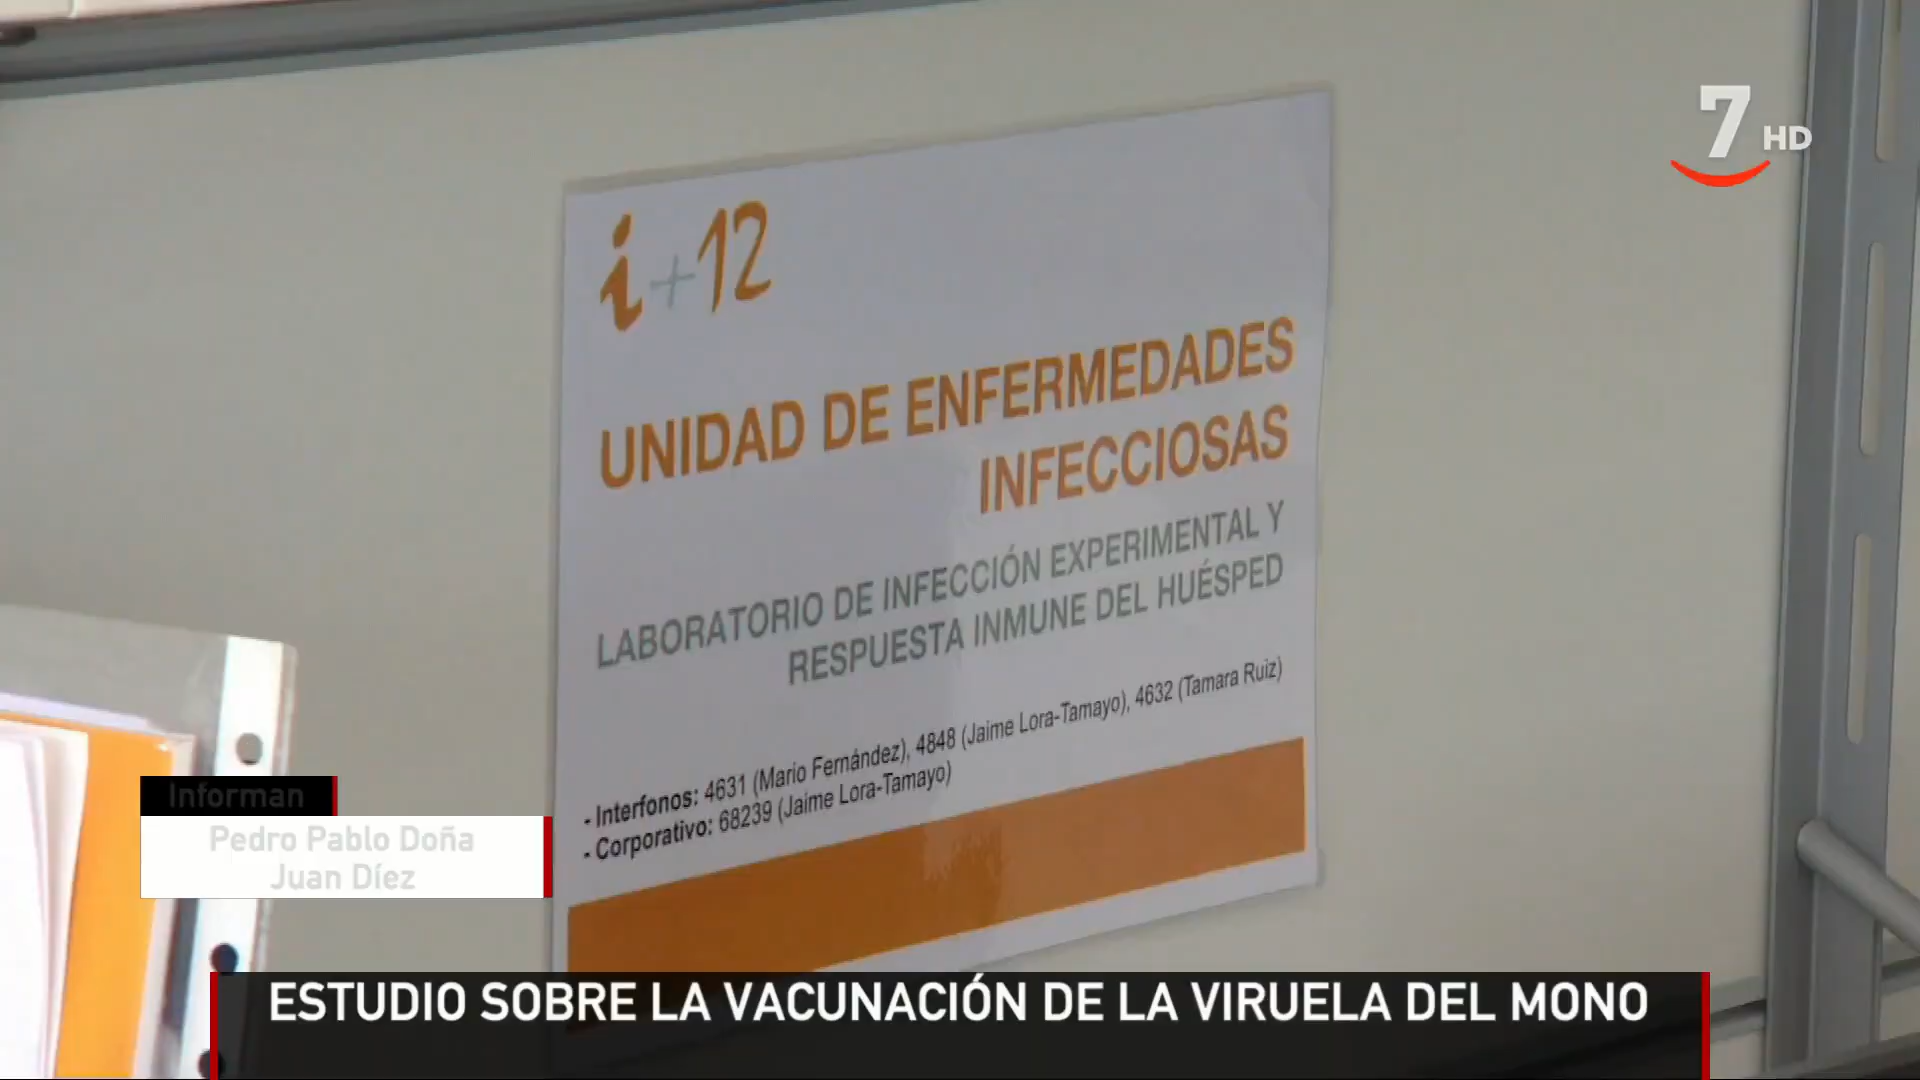 7 HD
i+12
UNIDAD DE ENFERMEDADES
INFECCIOSAS
LABORATORIO DE INFECCIÓN EXPERIMENTAL Y
RESPUESTA INMUNE DEL HUÉSPED
- Interfonos: 4631 (Mario Fernández), 4848 (Jaime Lora-Tamayo), 4632 (Tamara Ruiz)
- Corporativo: 68239 (Jaime Lora-Tamayo)
Informan
Pedro Pablo Doña
Juan Díez
ESTUDIO SOBRE LA VACUNACIÓN DE LA VIRUELA DEL MONO